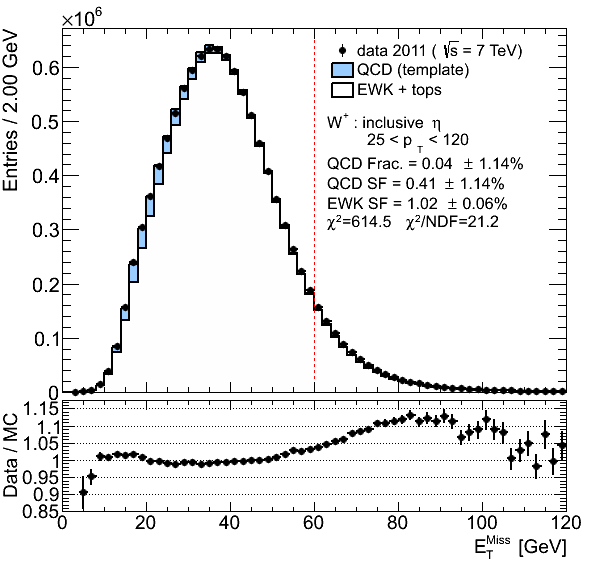 ×10⁶
Entries / 2.00 GeV
0.6
0.5
0.4
0.3
0.2
0.1
0
data 2011 ( √s = 7 TeV)
QCD (template)
EWK + tops
W⁺ : inclusive η
25 < p_T < 120
QCD Frac. = 0.04 ± 1.14%
QCD SF = 0.41 ± 1.14%
EWK SF = 1.02 ± 0.06%
χ²=614.5 χ²/NDF=21.2
Data / MC
1.15
1.1
1.05
1
0.95
0.9
0.85
0 20 40 60 80 100 120
E_T^Miss [GeV]